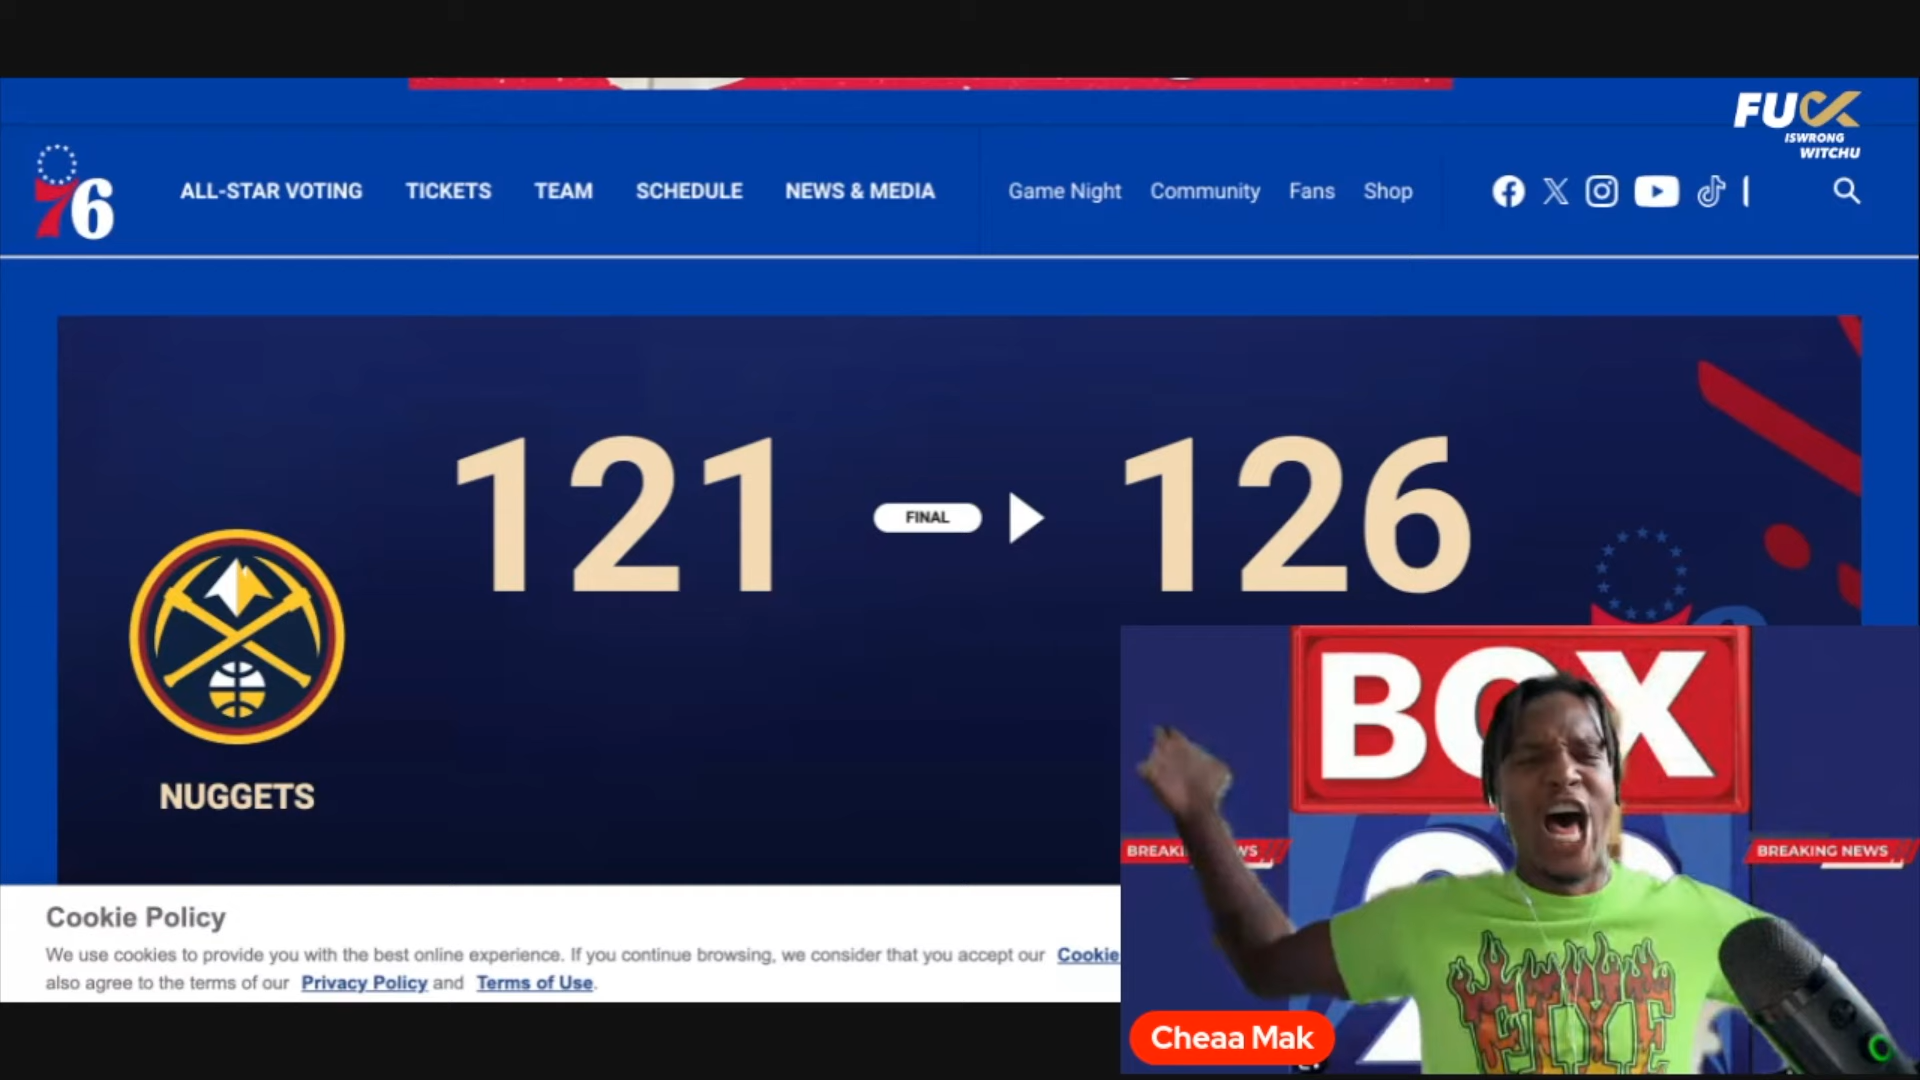 FUCK
ISWRONG
WITCHU
76
ALL-STAR VOTING TICKETS TEAM SCHEDULE NEWS & MEDIA Game Night Community Fans Shop
121 FINAL 126
NUGGETS
BOX
BREAKING NEWS
Cookie Policy
We use cookies to provide you with the best online experience. If you continue browsing, we consider that you accept our Cookie
also agree to the terms of our Privacy Policy and Terms of Use.
Cheaa Mak